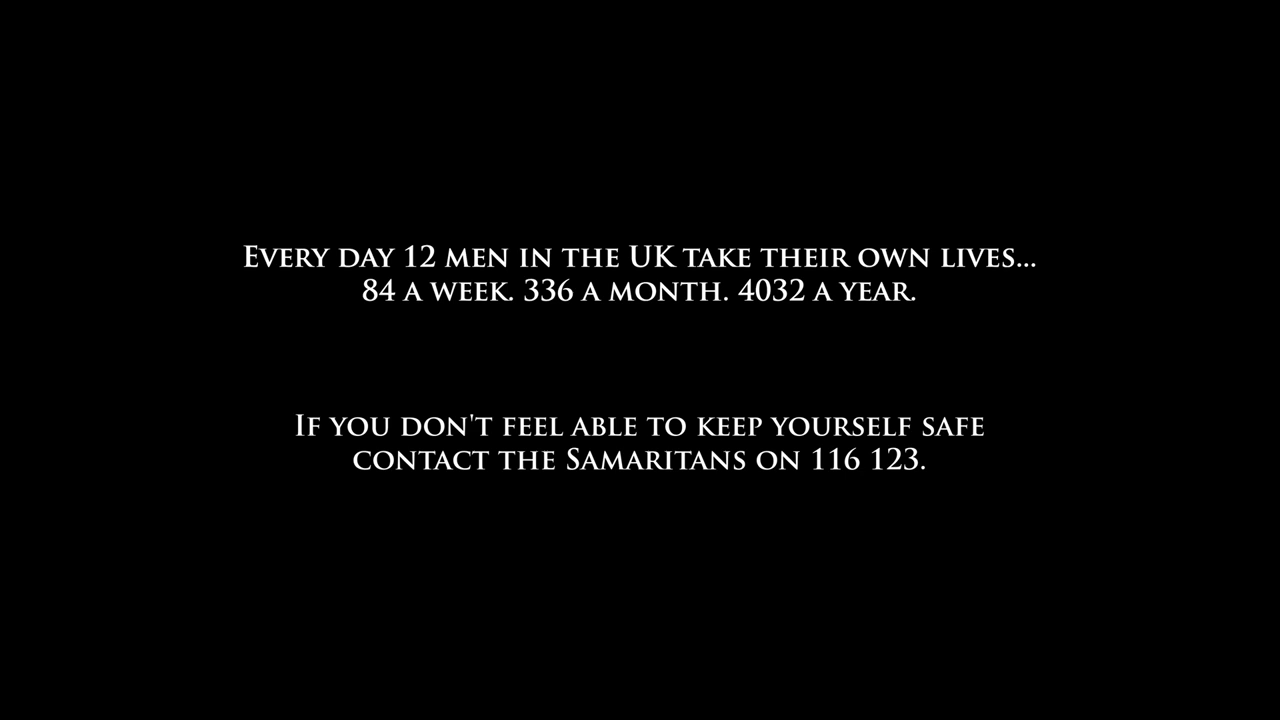 Every day 12 men in the UK take their own lives...
84 a week. 336 a month. 4032 a year.
If you don't feel able to keep yourself safe
contact the Samaritans on 116 123.